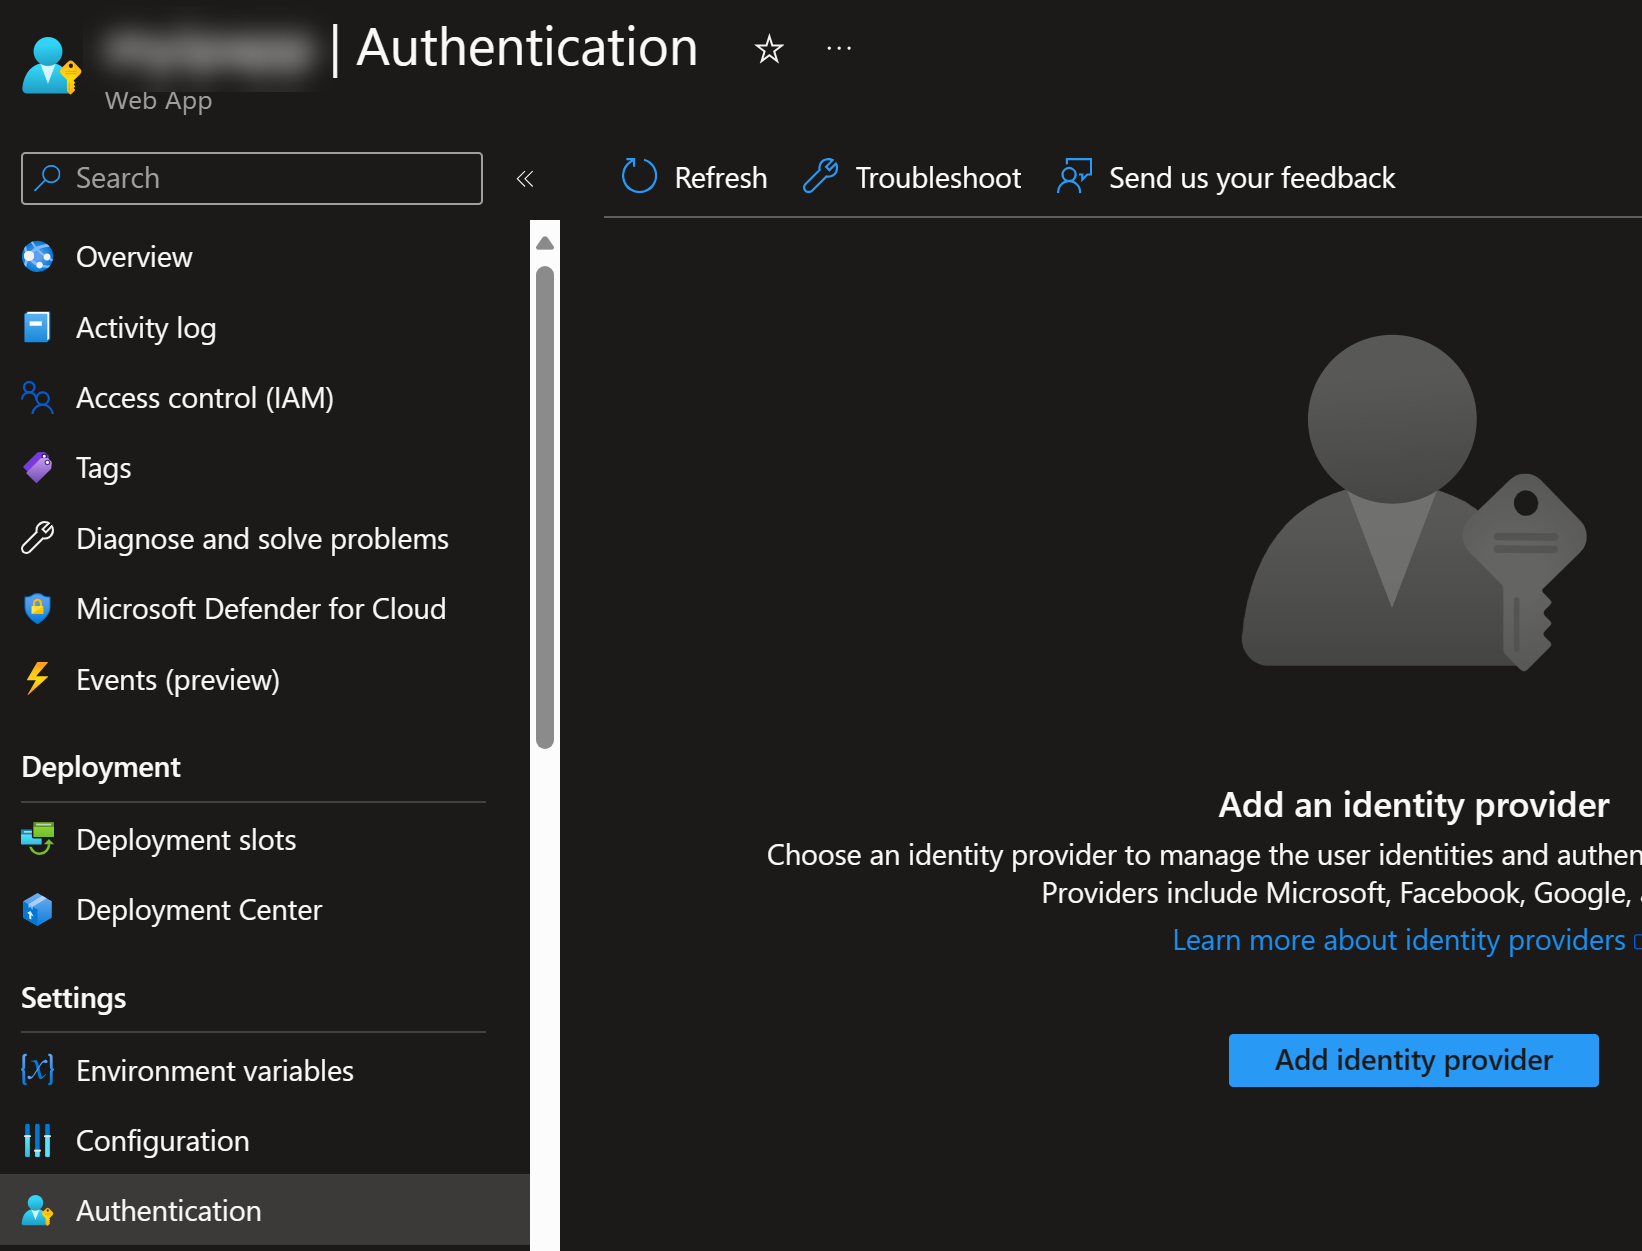 | Authentication
Web App
Search
Refresh
Troubleshoot
Send us your feedback
Overview
Activity log
Access control (IAM)
Tags
Diagnose and solve problems
Microsoft Defender for Cloud
Events (preview)
Deployment
Deployment slots
Deployment Center
Settings
Environment variables
Configuration
Authentication
Add an identity provider
Choose an identity provider to manage the user identities and authen
Providers include Microsoft, Facebook, Google,
Learn more about identity providers
Add identity provider